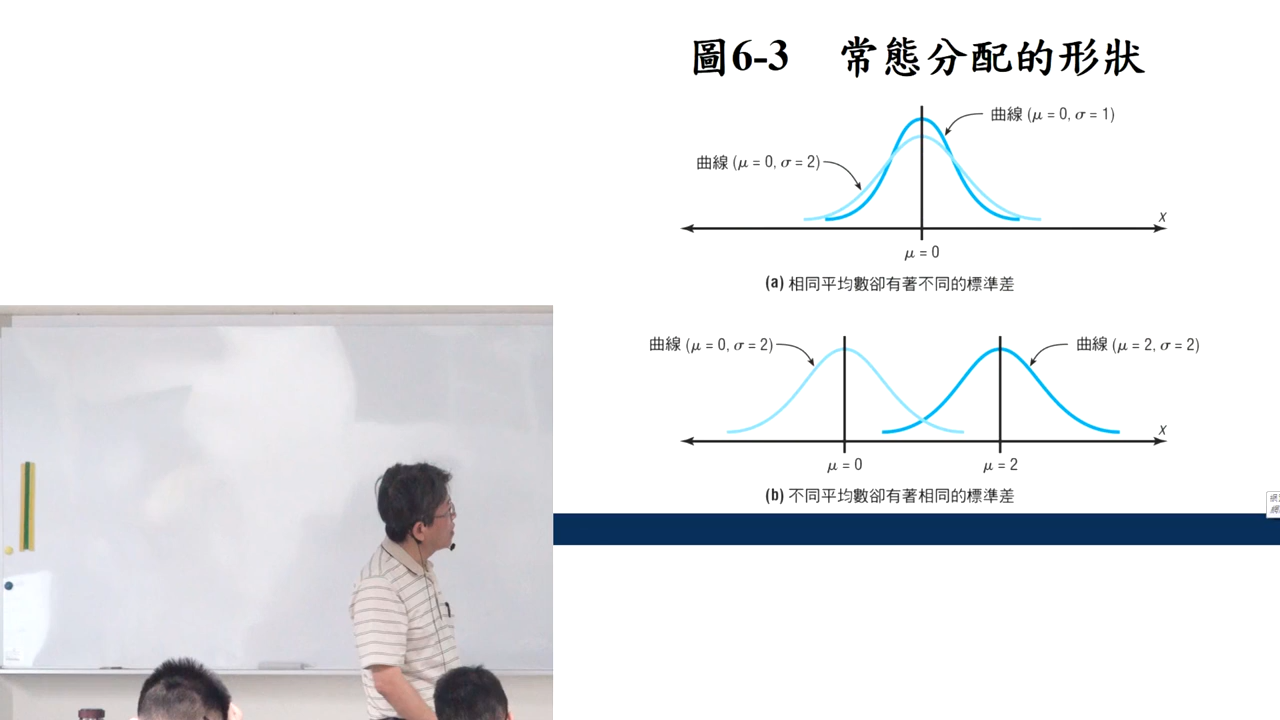 圖6-3 常態分配的形狀
曲線 (μ = 0, σ = 1)
曲線 (μ = 0, σ = 2)
x
μ = 0
(a) 相同平均數卻有著不同的標準差
曲線 (μ = 0, σ = 2)
曲線 (μ = 2, σ = 2)
x
μ = 0
μ = 2
(b) 不同平均數卻有著相同的標準差